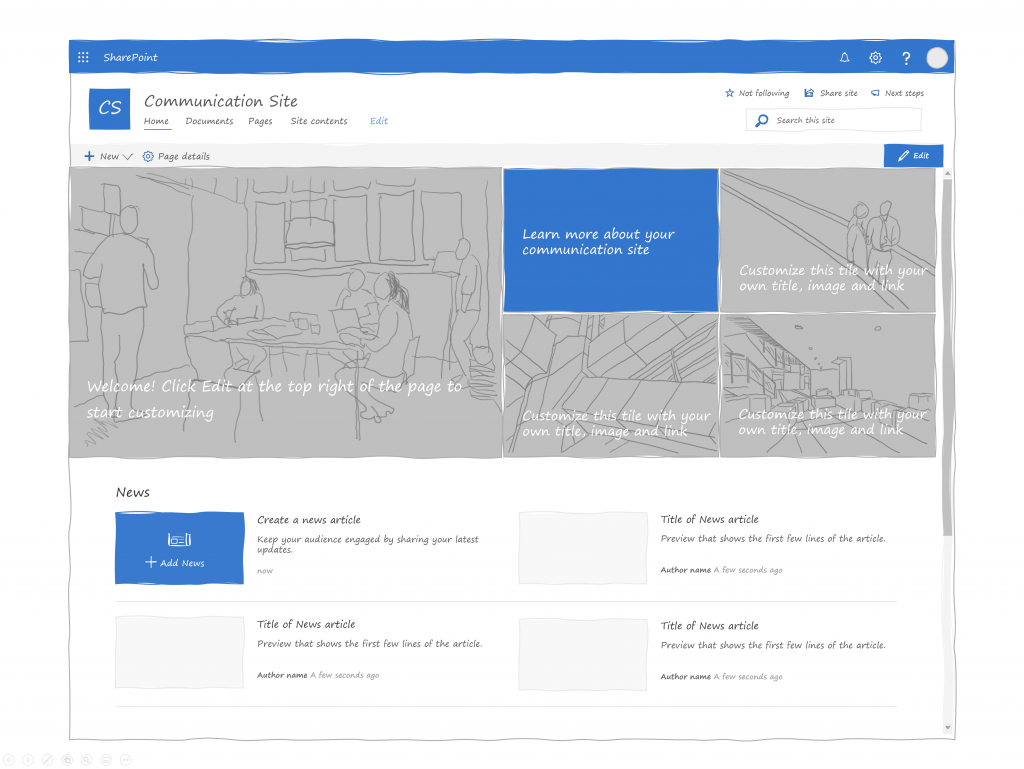 SharePoint
?
CS
Communication Site
Home Documents Pages Site contents Edit
Not following Share site Next steps
Search this site
New Page details
Edit
Welcome! Click Edit at the top right of the page to
start customizing
Learn more about your
communication site
Customize this tile with your
own title, image and link
Customize this tile with your
own title, image and link
Customize this tile with your
own title, image and link
News
Add News
Create a news article
Keep your audience engaged by sharing your latest
updates.
now
Title of News article
Preview that shows the first few lines of the article.
Author name A few seconds ago
Title of News article
Preview that shows the first few lines of the article.
Author name A few seconds ago
Title of News article
Preview that shows the first few lines of the article.
Author name A few seconds ago